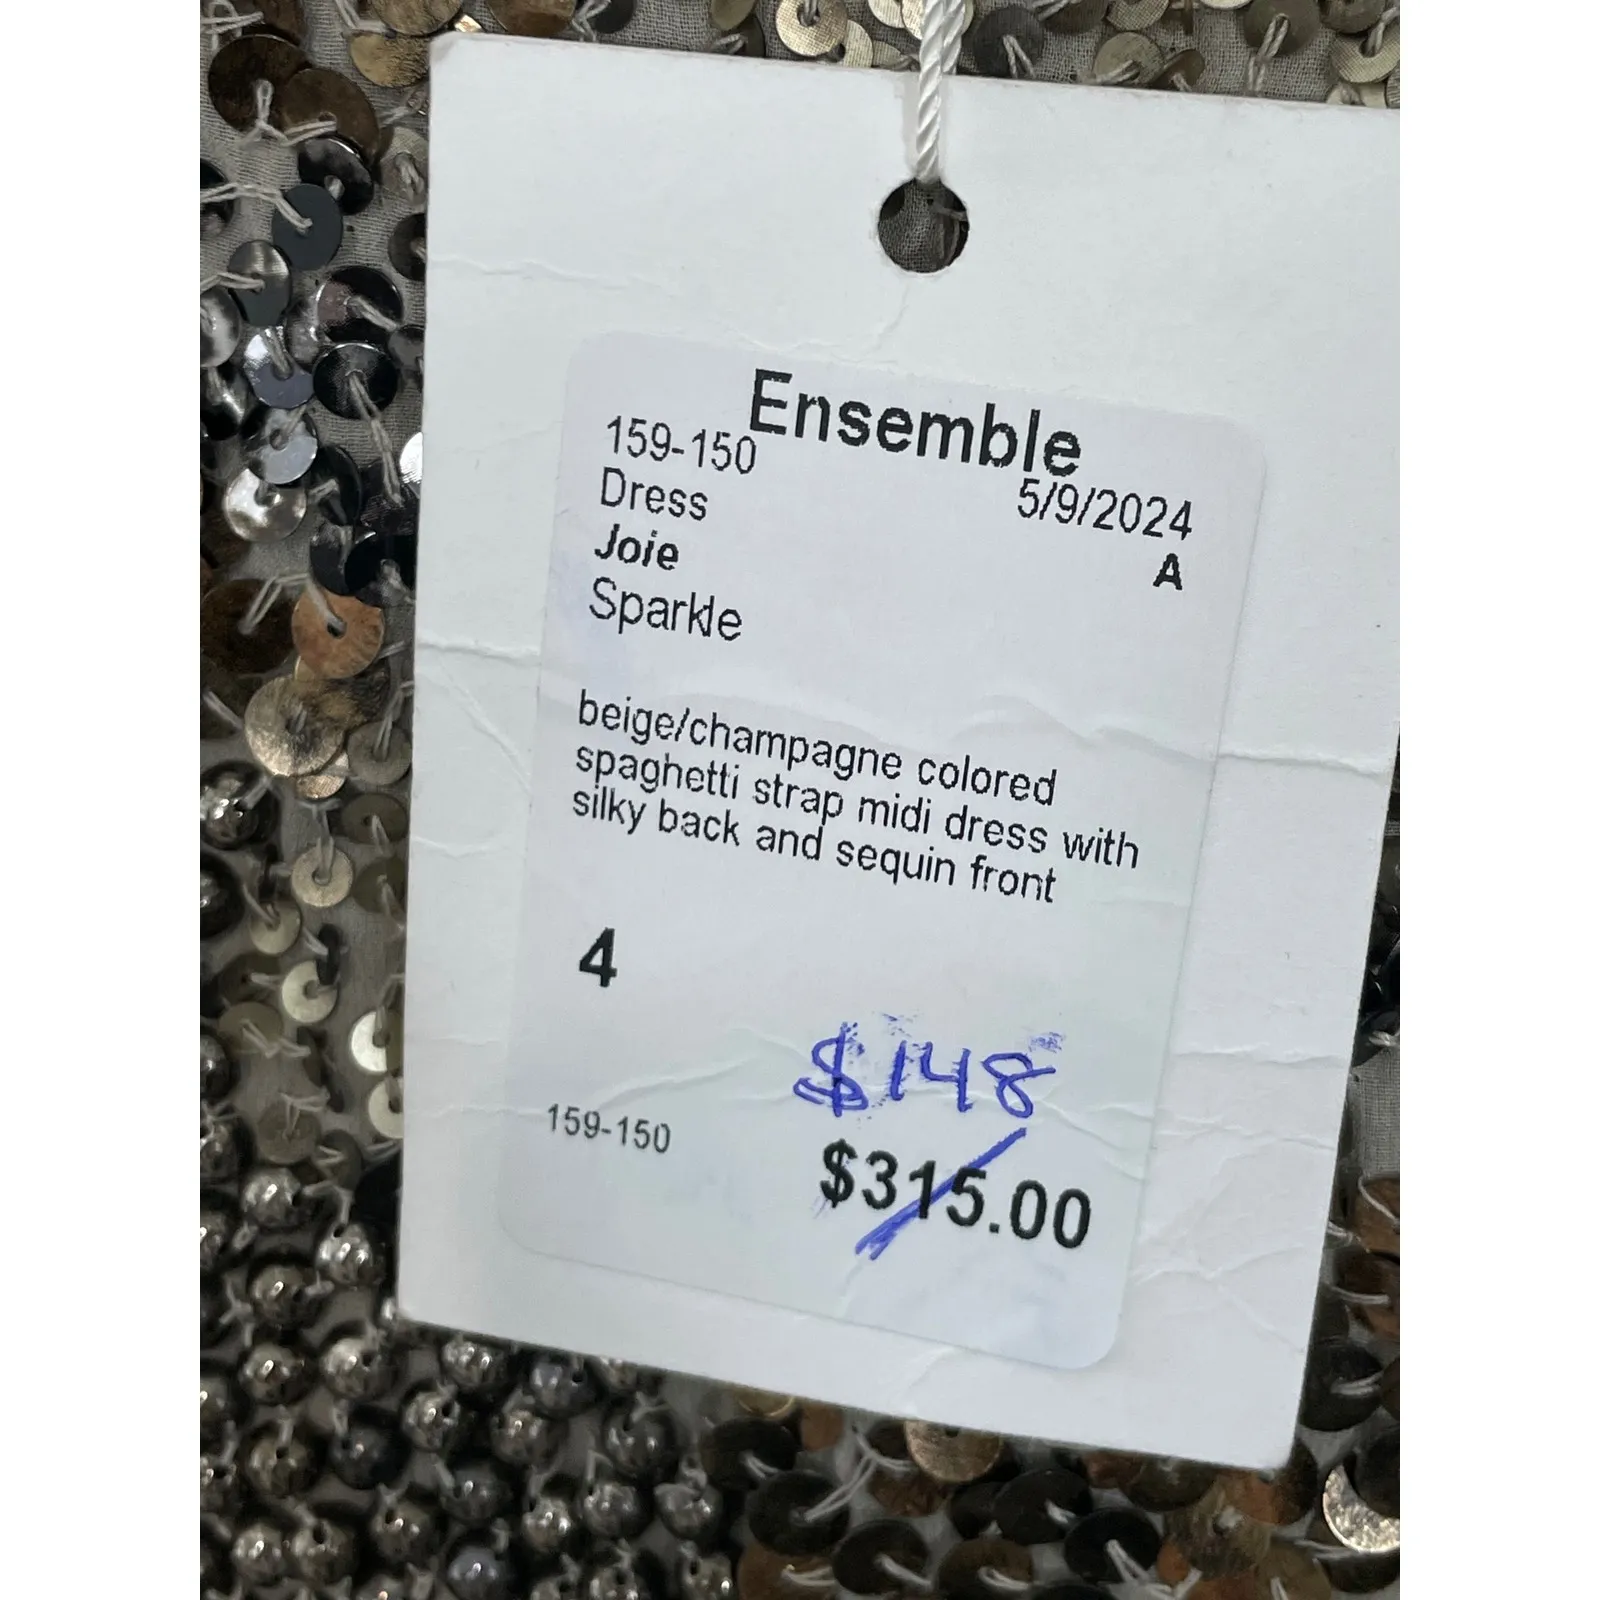 Ensemble
159-150
Dress
5/9/2024
Joie
A
Sparkle
beige/champagne colored
spaghetti strap midi dress with
silky back and sequin front
4
$148
159-150
$315.00